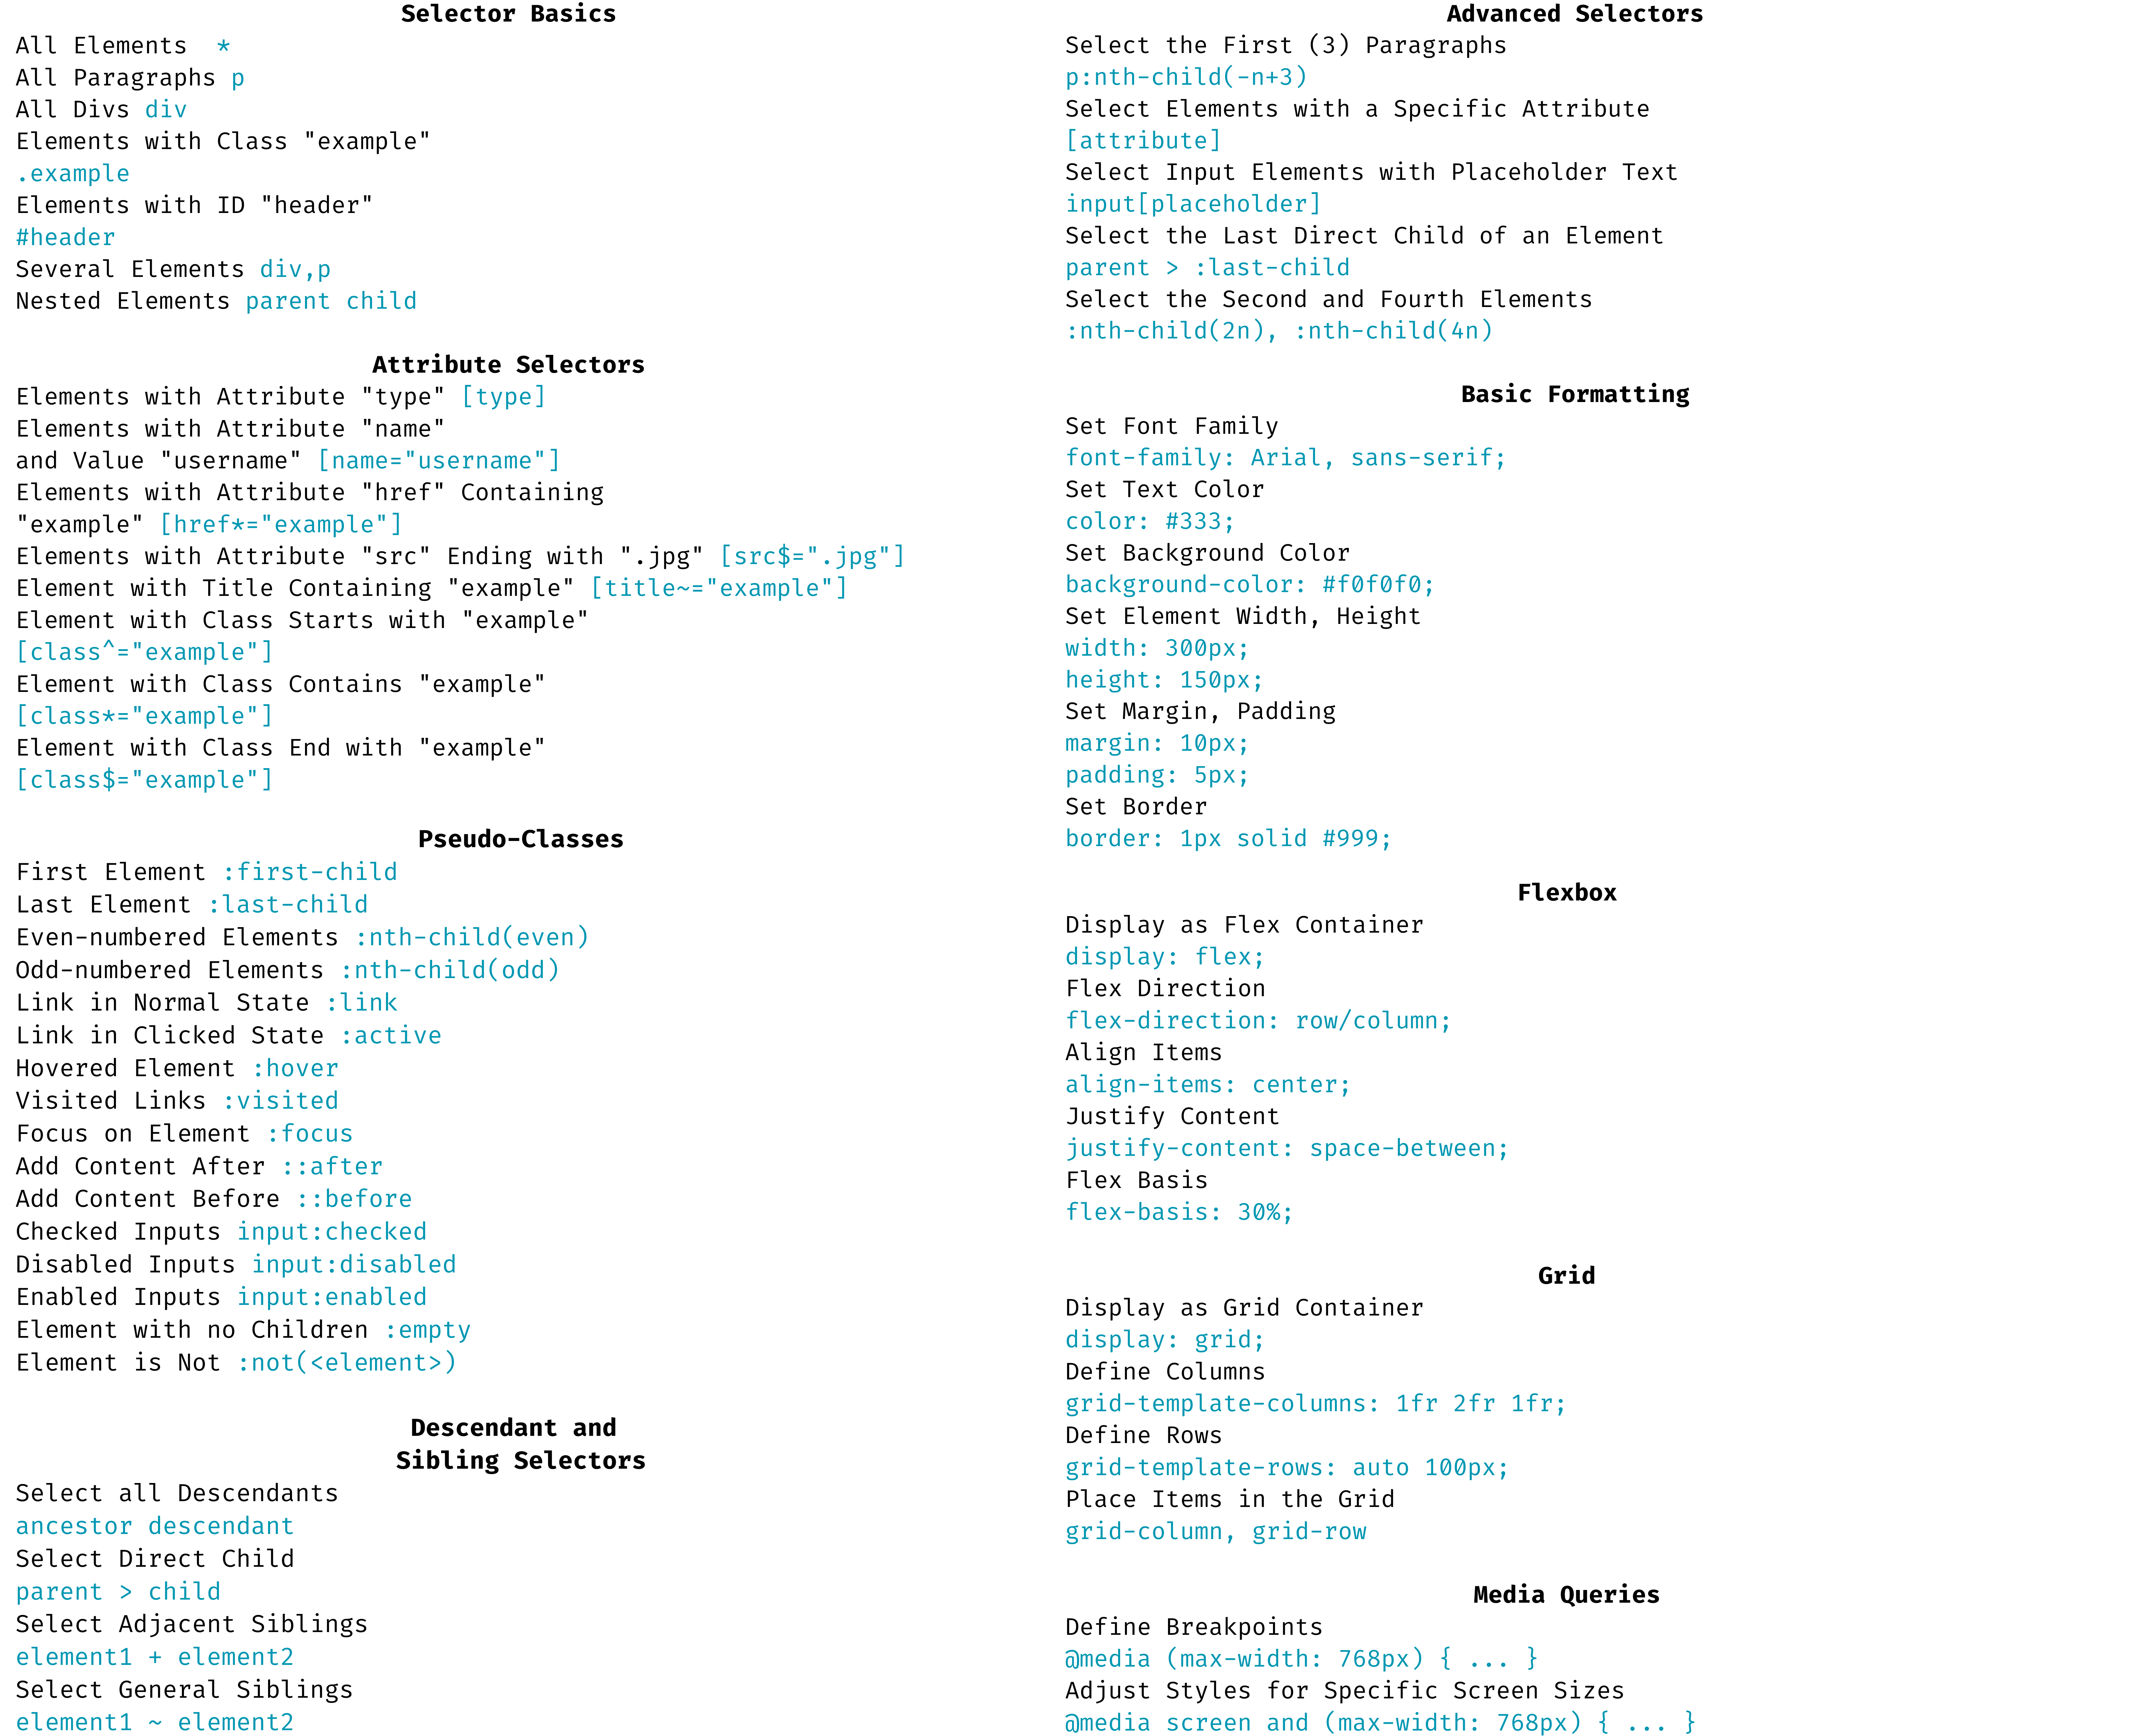 Selector Basics
All Elements  *
All Paragraphs p
All Divs div
Elements with Class "example"
.example
Elements with ID "header"
#header
Several Elements div,p
Nested Elements parent child
Attribute Selectors
Elements with Attribute "type" [type]
Elements with Attribute "name"
and Value "username" [name="username"]
Elements with Attribute "href" Containing
"example" [href*="example"]
Elements with Attribute "src" Ending with ".jpg" [src$=".jpg"]
Element with Title Containing "example" [title~="example"]
Element with Class Starts with "example"
[class^="example"]
Element with Class Contains "example"
[class*="example"]
Element with Class End with "example"
[class$="example"]
Pseudo-Classes
First Element :first-child
Last Element :last-child
Even-numbered Elements :nth-child(even)
Odd-numbered Elements :nth-child(odd)
Link in Normal State :link
Link in Clicked State :active
Hovered Element :hover
Visited Links :visited
Focus on Element :focus
Add Content After ::after
Add Content Before ::before
Checked Inputs input:checked
Disabled Inputs input:disabled
Enabled Inputs input:enabled
Element with no Children :empty
Element is Not :not(<element>)
Descendant and
Sibling Selectors
Select all Descendants
ancestor descendant
Select Direct Child
parent > child
Select Adjacent Siblings
element1 + element2
Select General Siblings
element1 ~ element2
Advanced Selectors
Select the First (3) Paragraphs
p:nth-child(-n+3)
Select Elements with a Specific Attribute
[attribute]
Select Input Elements with Placeholder Text
input[placeholder]
Select the Last Direct Child of an Element
parent > :last-child
Select the Second and Fourth Elements
:nth-child(2n), :nth-child(4n)
Basic Formatting
Set Font Family
font-family: Arial, sans-serif;
Set Text Color
color: #333;
Set Background Color
background-color: #f0f0f0;
Set Element Width, Height
width: 300px;
height: 150px;
Set Margin, Padding
margin: 10px;
padding: 5px;
Set Border
border: 1px solid #999;
Flexbox
Display as Flex Container
display: flex;
Flex Direction
flex-direction: row/column;
Align Items
align-items: center;
Justify Content
justify-content: space-between;
Flex Basis
flex-basis: 30%;
Grid
Display as Grid Container
display: grid;
Define Columns
grid-template-columns: 1fr 2fr 1fr;
Define Rows
grid-template-rows: auto 100px;
Place Items in the Grid
grid-column, grid-row
Media Queries
Define Breakpoints
@media (max-width: 768px) { ... }
Adjust Styles for Specific Screen Sizes
@media screen and (max-width: 768px) { ... }